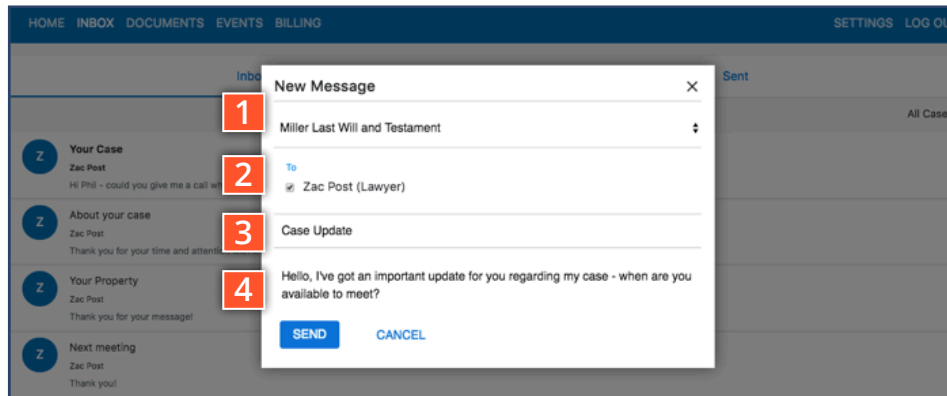 HOME INBOX DOCUMENTS EVENTS BILLING SETTINGS LOG
Sent
All Case
New Message
1
Miller Last Will and Testament
2
To
Zac Post (Lawyer)
3
Case Update
4
Hello, I've got an important update for you regarding my case - when are you
available to meet?
SEND CANCEL
Z
Your Case
Zac Post
Hi Phil - could you give me a call
Z
About your case
Zac Post
Thank you for your time and
Z
Your Property
Zac Post
Thank you for your message!
Z
Next meeting
Zac Post
Thank you!